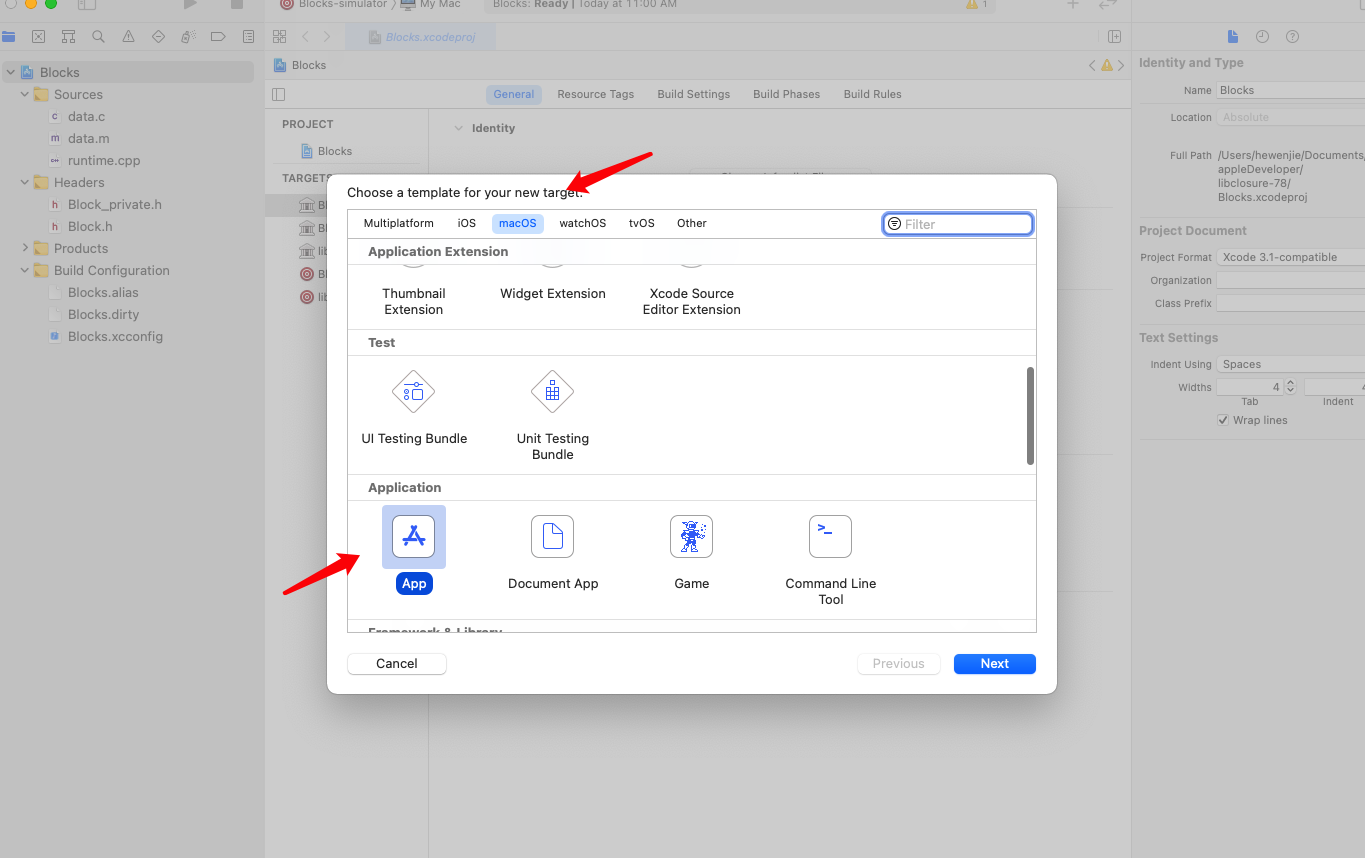 Blocks-simulator
My Mac
Blocks: Ready | Today at 11:00 AM
1
Blocks.xcodeproj
Blocks
Sources
data.c
data.m
runtime.cpp
Headers
Block_private.h
Block.h
Products
Build Configuration
Blocks.alias
Blocks.dirty
Blocks.xcconfig
Blocks
General
Resource Tags
Build Settings
Build Phases
Build Rules
PROJECT
Blocks
TARGETS
Identity
Choose a template for your new target:
Multiplatform
iOS
macOS
watchOS
tvOS
Other
Filter
Application Extension
Thumbnail
Extension
Widget Extension
Xcode Source
Editor Extension
Test
UI Testing Bundle
Unit Testing
Bundle
Application
App
Document App
Game
Command Line
Tool
Framework & Library
Cancel
Previous
Next
Identity and Type
Name
Blocks
Location
Absolute
Full Path
/Users/hewenjie/Documents/
appleDeveloper/
libclosure-78/
Blocks.xcodeproj
Project Document
Project Format
Xcode 3.1-compatible
Organization
Class Prefix
Text Settings
Indent Using
Spaces
Widths
4
Tab
Indent
Wrap lines